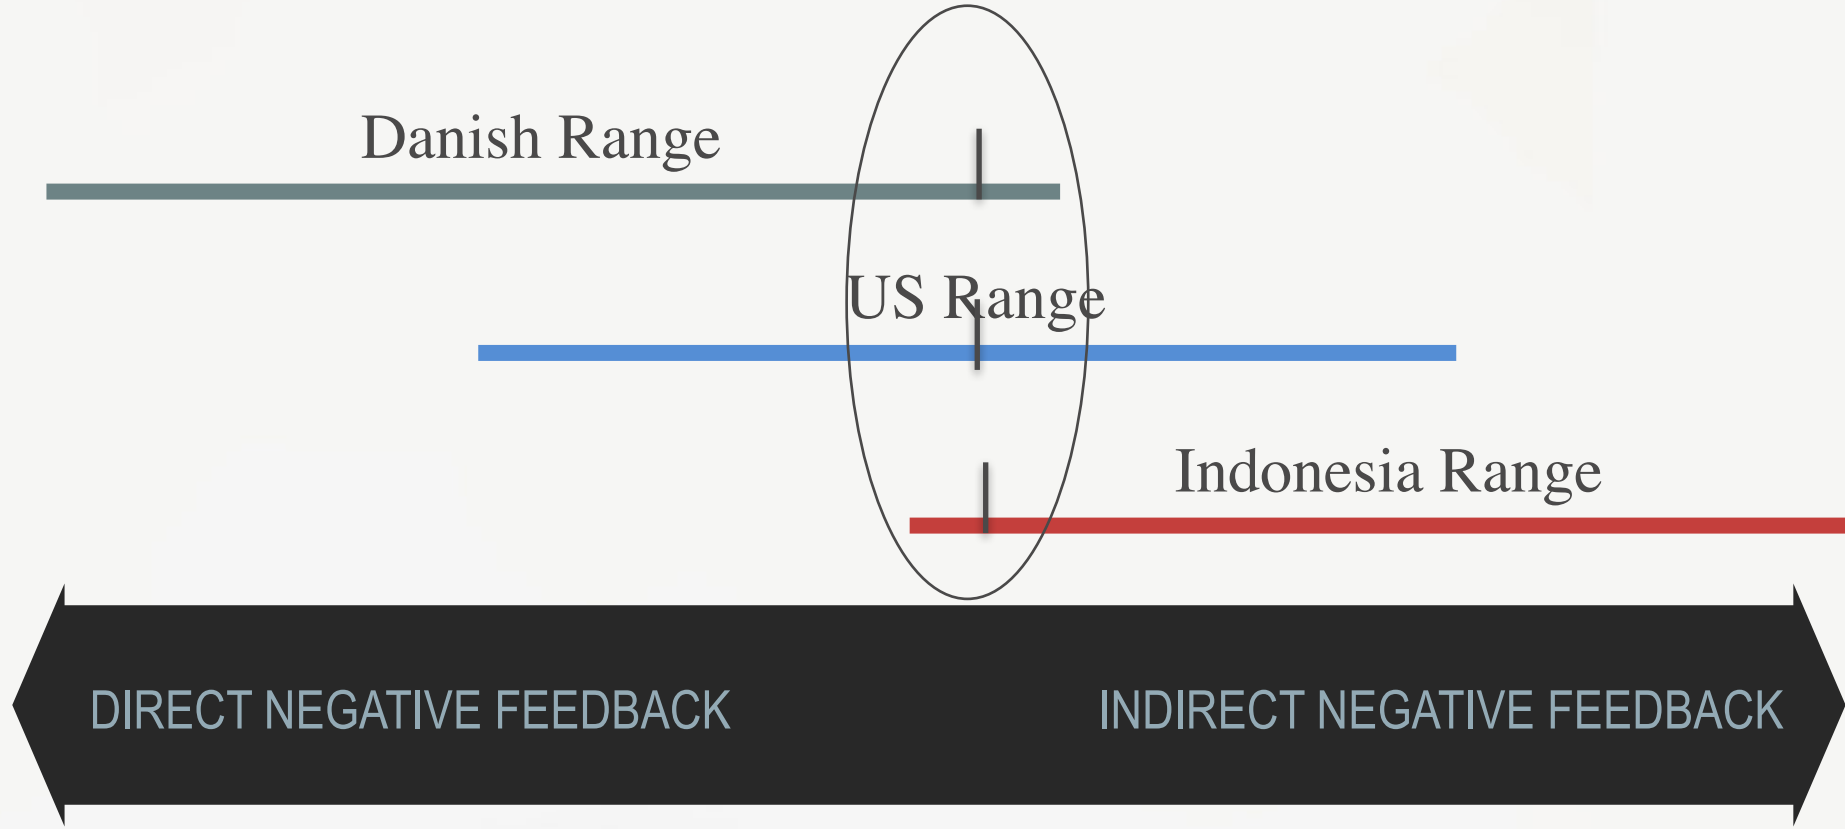 Danish Range
US Range
Indonesia Range
DIRECT NEGATIVE FEEDBACK
INDIRECT NEGATIVE FEEDBACK